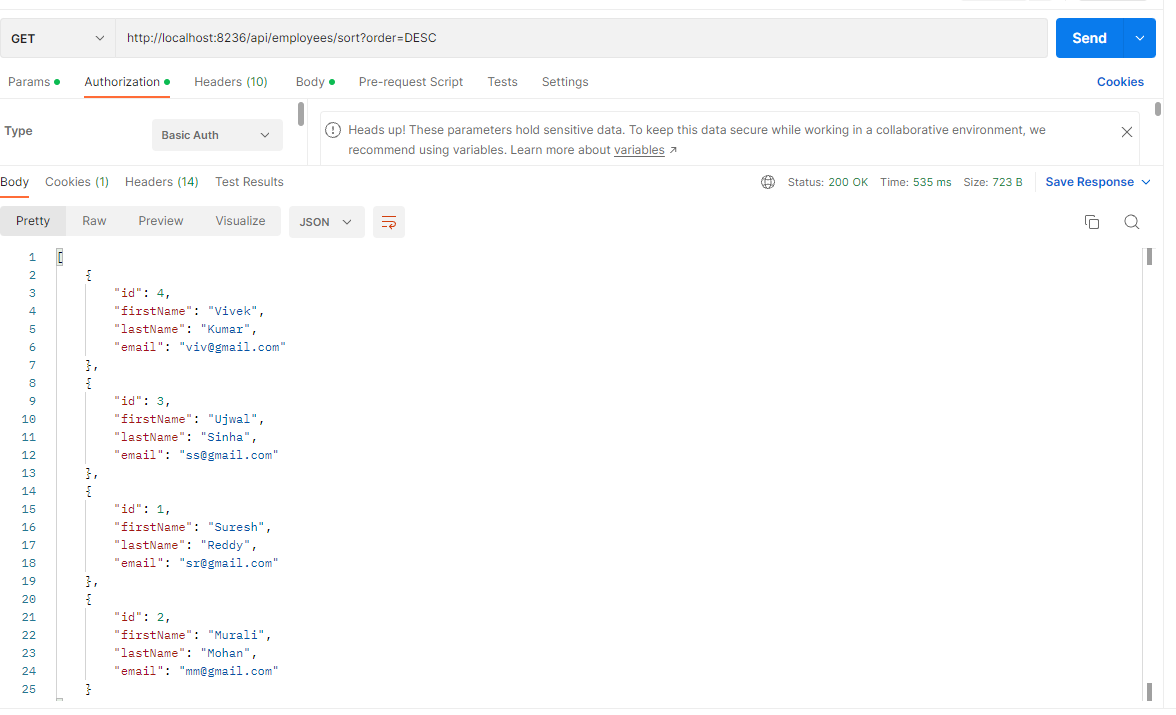 GET http://localhost:8236/api/employees/sort?order=DESC Send
Params Authorization Headers (10) Body Pre-request Script Tests Settings Cookies
Type Basic Auth
Heads up! These parameters hold sensitive data. To keep this data secure while working in a collaborative environment, we
recommend using variables. Learn more about variables ↗
Body Cookies (1) Headers (14) Test Results Status: 200 OK Time: 535 ms Size: 723 B Save Response
Pretty Raw Preview Visualize JSON
1 [
2 {
3 "id": 4,
4 "firstName": "Vivek",
5 "lastName": "Kumar",
6 "email": "viv@gmail.com"
7 },
8 {
9 "id": 3,
10 "firstName": "Ujwal",
11 "lastName": "Sinha",
12 "email": "ss@gmail.com"
13 },
14 {
15 "id": 1,
16 "firstName": "Suresh",
17 "lastName": "Reddy",
18 "email": "sr@gmail.com"
19 },
20 {
21 "id": 2,
22 "firstName": "Murali",
23 "lastName": "Mohan",
24 "email": "mm@gmail.com"
25 }